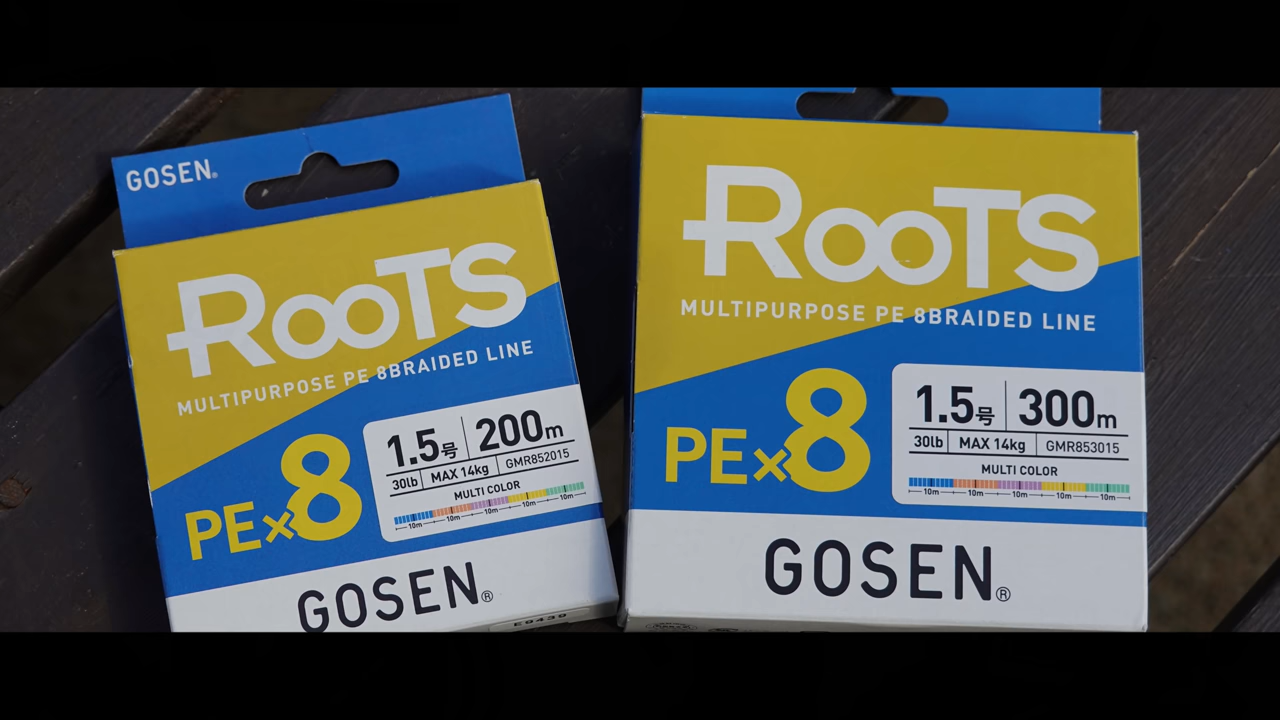 GOSEN®
RooTS
MULTIPURPOSE PE 8BRAIDED LINE
PE×8
1.5号 200m
30lb MAX 14kg GMR852015
MULTI COLOR
10m 10m 10m 10m 10m
GOSEN®
RooTS
MULTIPURPOSE PE 8BRAIDED LINE
PE×8
1.5号 300m
30lb MAX 14kg GMR853015
MULTI COLOR
10m 10m 10m 10m 10m
GOSEN®